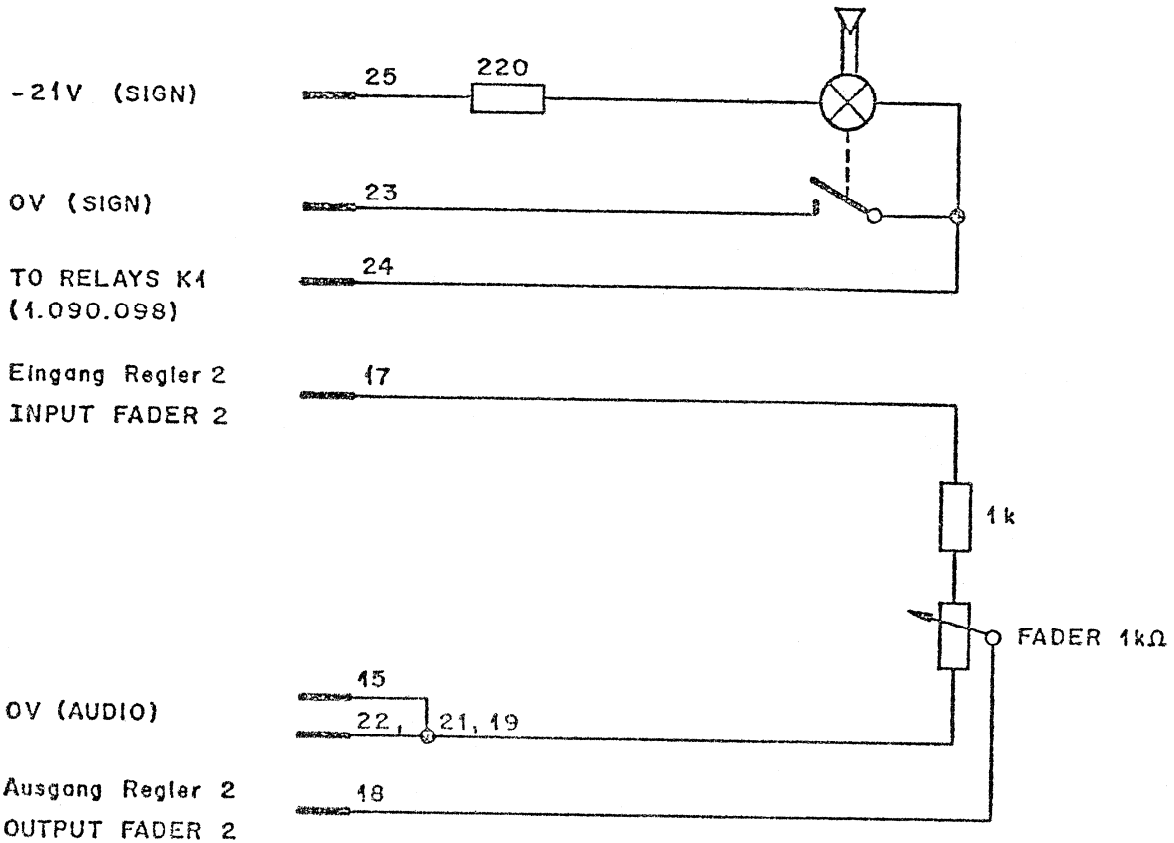 25
220
-21V (SIGN)
23
0V (SIGN)
24
TO RELAYS K1
(1.090.098)
17
Eingang Regler 2
INPUT FADER 2
1k
FADER 1kΩ
15
0V (AUDIO)
22, 21, 19
18
Ausgang Regler 2
OUTPUT FADER 2